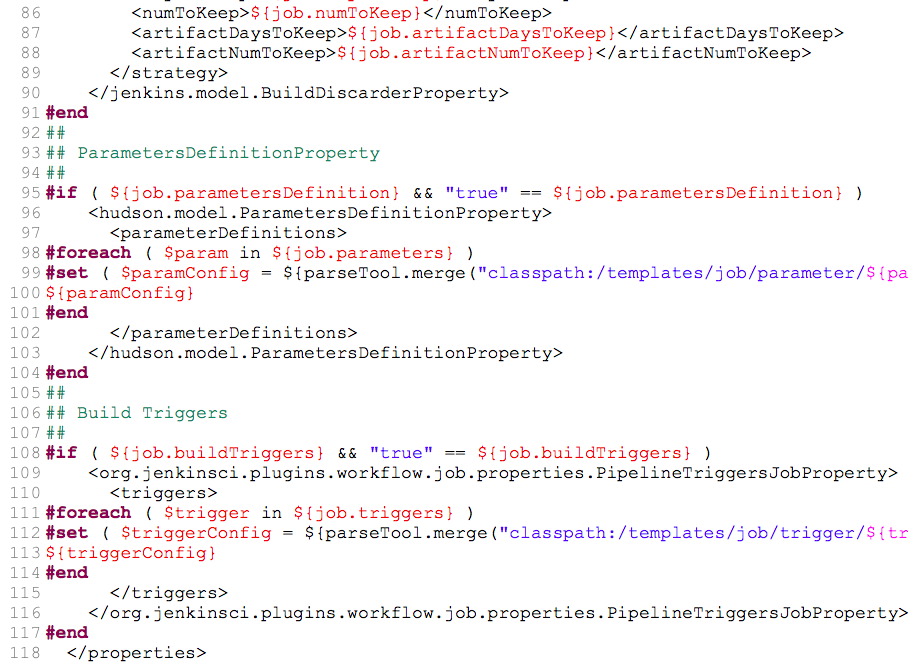 86         <numToKeep>${job.numToKeep}</numToKeep>
87         <artifactDaysToKeep>${job.artifactDaysToKeep}</artifactDaysToKeep>
88         <artifactNumToKeep>${job.artifactNumToKeep}</artifactNumToKeep>
89       </strategy>
90     </jenkins.model.BuildDiscarderProperty>
91 #end
92 ##
93 ## ParametersDefinitionProperty
94 ##
95 #if ( ${job.parametersDefinition} && "true" == ${job.parametersDefinition} )
96     <hudson.model.ParametersDefinitionProperty>
97       <parameterDefinitions>
98 #foreach ( $param in ${job.parameters} )
99 #set ( $paramConfig = ${parseTool.merge("classpath:/templates/job/parameter/${pa
100 ${paramConfig}
101 #end
102       </parameterDefinitions>
103     </hudson.model.ParametersDefinitionProperty>
104 #end
105 ##
106 ## Build Triggers
107 ##
108 #if ( ${job.buildTriggers} && "true" == ${job.buildTriggers} )
109     <org.jenkinsci.plugins.workflow.job.properties.PipelineTriggersJobProperty>
110       <triggers>
111 #foreach ( $trigger in ${job.triggers} )
112 #set ( $triggerConfig = ${parseTool.merge("classpath:/templates/job/trigger/${tr
113 ${triggerConfig}
114 #end
115       </triggers>
116     </org.jenkinsci.plugins.workflow.job.properties.PipelineTriggersJobProperty>
117 #end
118   </properties>